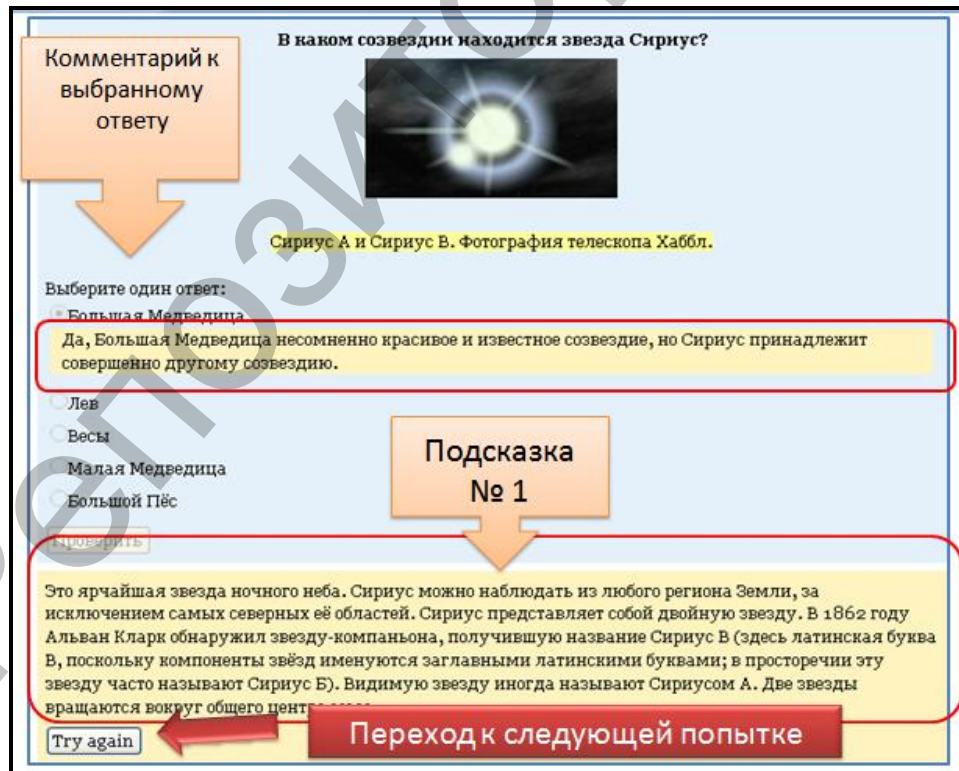 В каком созвездии находится звезда Сириус?
Комментарий к
выбранному
ответу
Сириус А и Сириус В. Фотография телескопа Хаббл.
Выберите один ответ:
Большая Медведица
Да, Большая Медведица несомненно красивое и известное созвездие, но Сириус принадлежит
совершенно другому созвездию.
Лев
Весы
Малая Медведица
Большой Пёс
Подсказка
№ 1
Проверить
Это ярчайшая звезда ночного неба. Сириус можно наблюдать из любого региона Земли, за
исключением самых северных её областей. Сириус представляет собой двойную звезду. В 1862 году
Альван Кларк обнаружил звезду-компаньона, получившую название Сириус В (здесь латинская буква
В, поскольку компоненты звёзд именуются заглавными латинскими буквами; в просторечии эту
звезду часто называют Сириус Б). Видимую звезду иногда называют Сириусом А. Две звезды
вращаются вокруг общего
Try again
Переход к следующей попытке